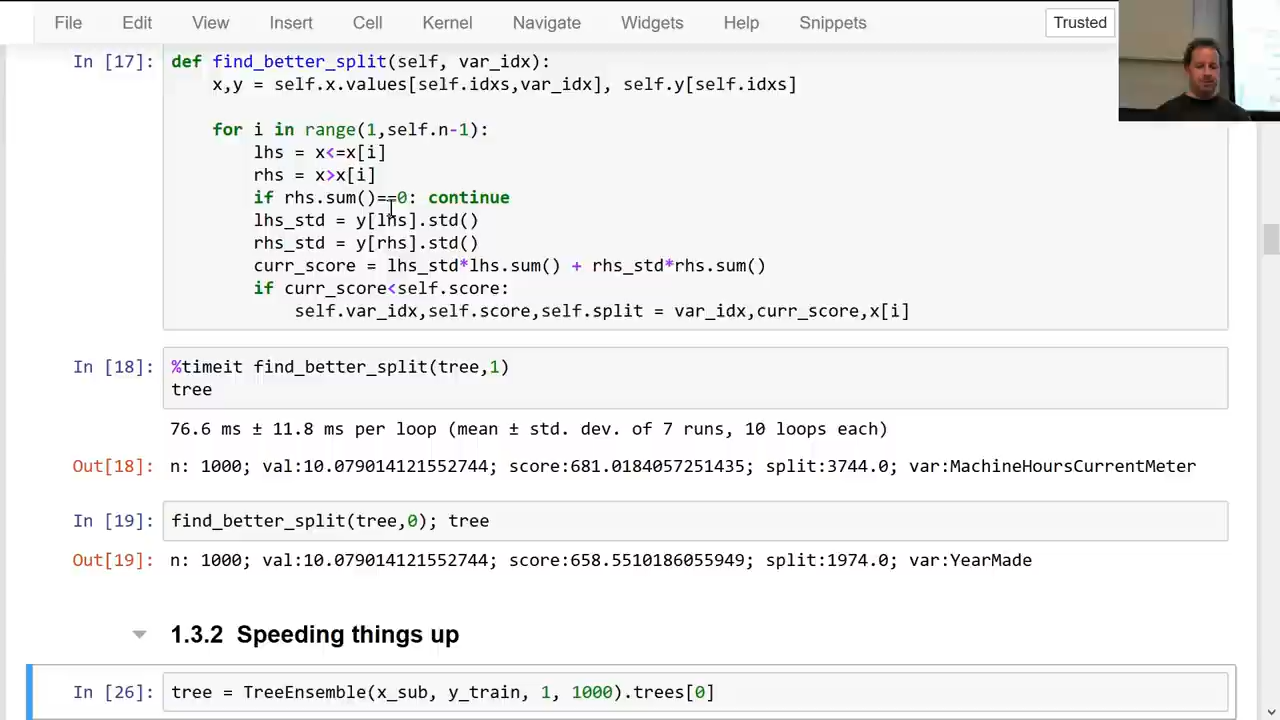 File Edit View Insert Cell Kernel Navigate Widgets Help Snippets Trusted
In [17]: def find_better_split(self, var_idx):
x,y = self.x.values[self.idxs,var_idx], self.y[self.idxs]
for i in range(1,self.n-1):
lhs = x<=x[i]
rhs = x>x[i]
if rhs.sum()==0: continue
lhs_std = y[lhs].std()
rhs_std = y[rhs].std()
curr_score = lhs_std*lhs.sum() + rhs_std*rhs.sum()
if curr_score<self.score:
self.var_idx,self.score,self.split = var_idx,curr_score,x[i]
In [18]: %timeit find_better_split(tree,1)
tree
76.6 ms ± 11.8 ms per loop (mean ± std. dev. of 7 runs, 10 loops each)
Out[18]: n: 1000; val:10.079014121552744; score:681.0184057251435; split:3744.0; var:MachineHoursCurrentMeter
In [19]: find_better_split(tree,0); tree
Out[19]: n: 1000; val:10.079014121552744; score:658.5510186055949; split:1974.0; var:YearMade
1.3.2 Speeding things up
In [26]: tree = TreeEnsemble(x_sub, y_train, 1, 1000).trees[0]